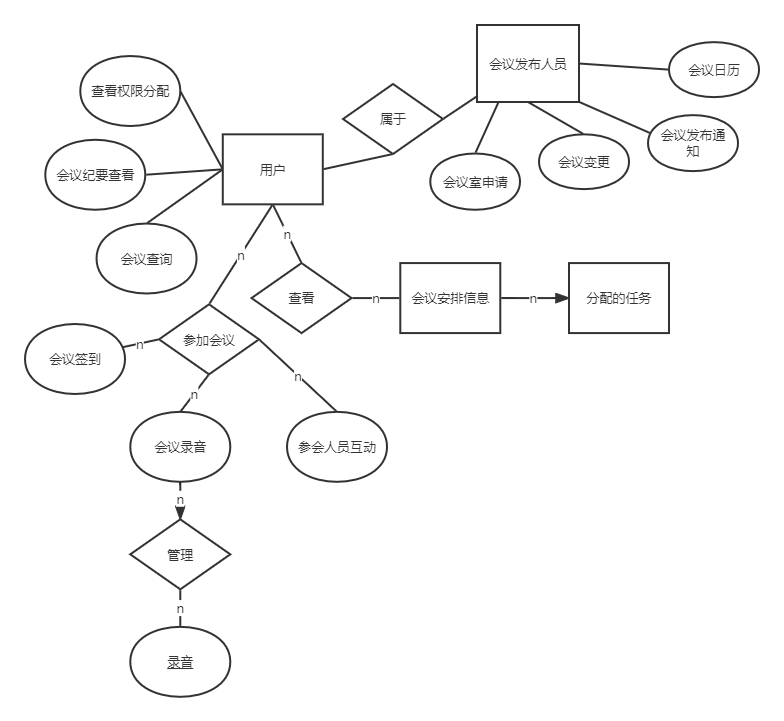 会议发布人员
会议日历
查看权限分配
属于
会议发布通
知
会议变更
用户
会议纪要查看
会议室申请
n
n
会议查询
查看
n
会议安排信息
n
分配的任务
参加会议
n
会议签到
n
n
会议录音
参会人员互动
n
管理
n
录音